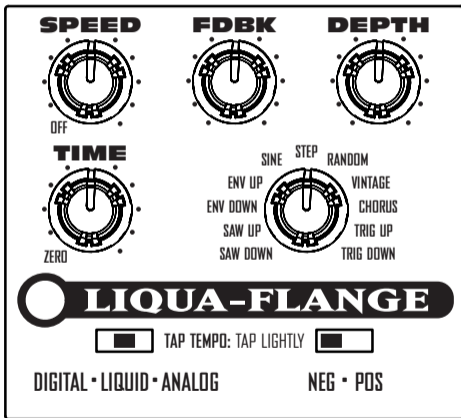 SPEED FDBK DEPTH
OFF
TIME
STEP
SINE RANDOM
ENV UP VINTAGE
ENV DOWN CHORUS
SAW UP TRIG UP
SAW DOWN TRIG DOWN
ZERO
LIQUA-FLANGE
TAP TEMPO: TAP LIGHTLY
DIGITAL · LIQUID · ANALOG NEG · POS